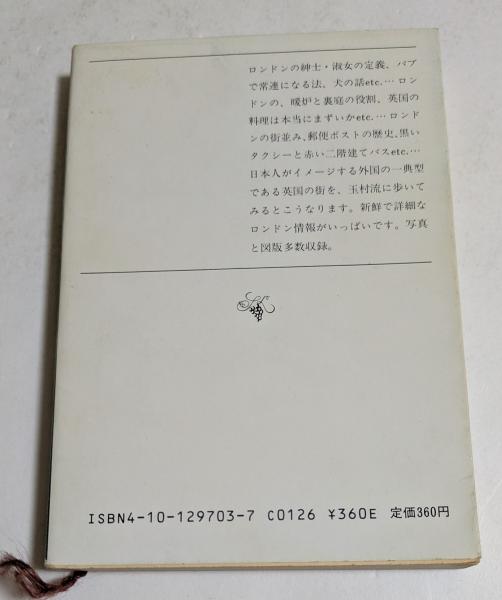 ロンドンの紳士・淑女の定義、パブ
で常連になる法、犬の話etc.…ロン
ドンの、暖炉と裏庭の役割、英国の
料理は本当にまずいかetc.…ロンド
ンの街並み、郵便ポストの歴史、黒い
タクシーと赤い二階建てバスetc.…
日本人がイメージする外国の一典型
である英国の街を、玉村流に歩いて
みるとこうなります。新鮮で詳細な
ロンドン情報がいっぱいです。写真
と図版多数収録。
ISBN4-10-129703-7 C0126 ¥360E 定価360円